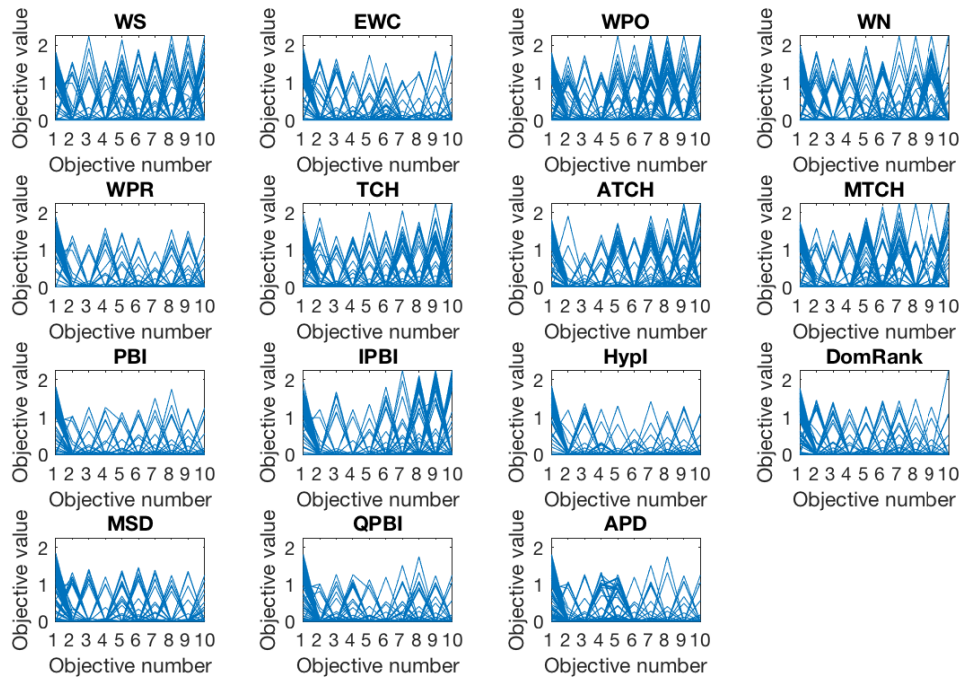 WS EWC WPO WN
Objective value Objective value Objective value Objective value
2 2 2 2
1 1 1 1
0 0 0 0
1 2 3 4 5 6 7 8 9 10 1 2 3 4 5 6 7 8 9 10 1 2 3 4 5 6 7 8 9 10 1 2 3 4 5 6 7 8 9 10
Objective number Objective number Objective number Objective number
WPR TCH ATCH MTCH
Objective value Objective value Objective value Objective value
2 2 2 2
1 1 1 1
0 0 0 0
1 2 3 4 5 6 7 8 9 10 1 2 3 4 5 6 7 8 9 10 1 2 3 4 5 6 7 8 9 10 1 2 3 4 5 6 7 8 9 10
Objective number Objective number Objective number Objective number
PBI IPBI HypI DomRank
Objective value Objective value Objective value Objective value
2 2 2 2
1 1 1 1
0 0 0 0
1 2 3 4 5 6 7 8 9 10 1 2 3 4 5 6 7 8 9 10 1 2 3 4 5 6 7 8 9 10 1 2 3 4 5 6 7 8 9 10
Objective number Objective number Objective number Objective number
MSD QPBI APD
Objective value Objective value Objective value
2 2 2
1 1 1
0 0 0
1 2 3 4 5 6 7 8 9 10 1 2 3 4 5 6 7 8 9 10 1 2 3 4 5 6 7 8 9 10
Objective number Objective number Objective number